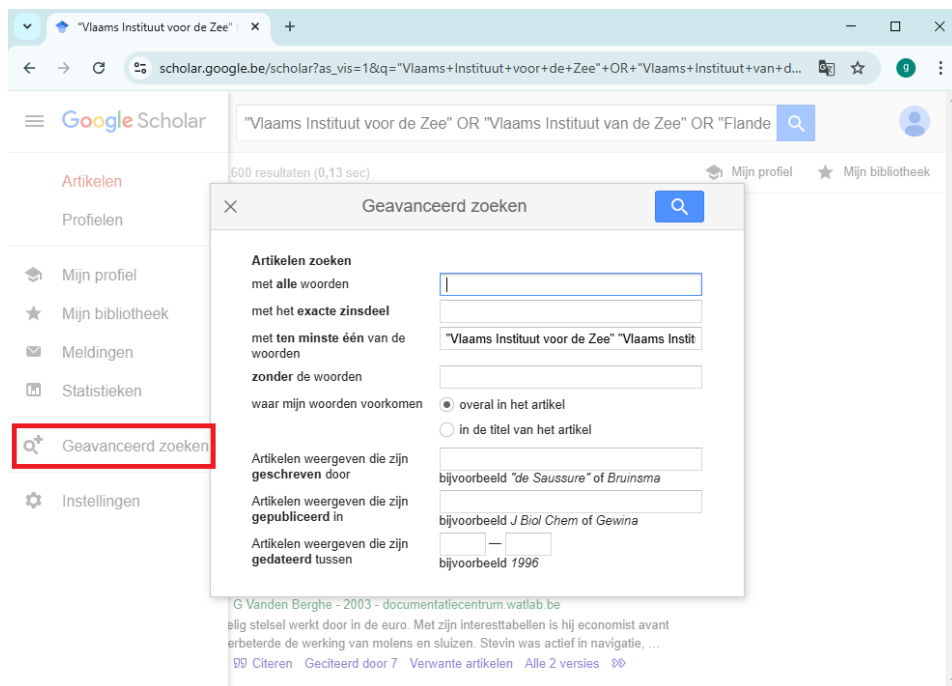 "Vlaams Instituut voor de Zee"
scholar.google.be/scholar?as_vis=1&q="Vlaams+Instituut+voor+de+Zee"+OR+"Vlaams+Instituut+van+d...
g
Google Scholar
"Vlaams Instituut voor de Zee" OR "Vlaams Instituut van de Zee" OR "Flande
Artikelen
600 resultaten (0,13 sec)
Mijn profiel
Mijn bibliotheek
Profielen
Mijn profiel
Mijn bibliotheek
Meldingen
Statistieken
Geavanceerd zoeken
Instellingen
Geavanceerd zoeken
Artikelen zoeken
met alle woorden
met het exacte zinsdeel
met ten minste één van de
woorden
"Vlaams Instituut voor de Zee" "Vlaams Instit
zonder de woorden
waar mijn woorden voorkomen
overal in het artikel
in de titel van het artikel
Artikelen weergeven die zijn
geschreven door
bijvoorbeeld "de Saussure" of Bruinsma
Artikelen weergeven die zijn
gepubliceerd in
bijvoorbeeld J Biol Chem of Gewina
Artikelen weergeven die zijn
gedateerd tussen
—
bijvoorbeeld 1996
G Vanden Berghe - 2003 - documentatiecentrum.watlab.be
elig stelsel werkt door in de euro. Met zijn interesttabellen is hij economist avant
erbeterde de werking van molens en sluizen. Stevin was actief in navigatie, ...
Citeren Geciteerd door 7 Verwante artikelen Alle 2 versies